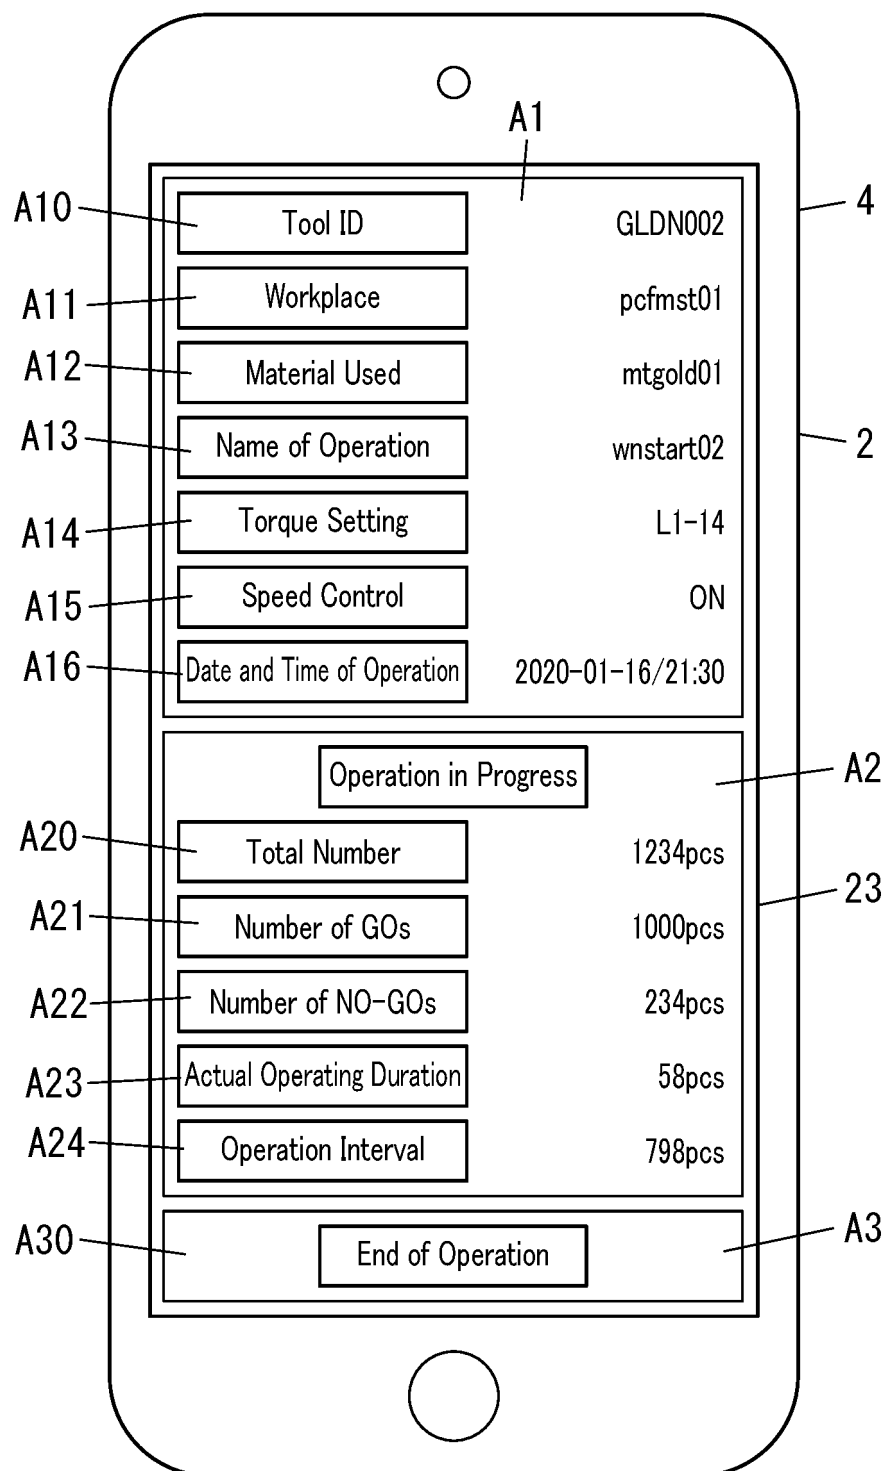 A1
A10 Tool ID GLDN002 4
A11 Workplace pcfmst01
A12 Material Used mtgold01
A13 Name of Operation wnstart02 2
A14 Torque Setting L1-14
A15 Speed Control ON
A16 Date and Time of Operation 2020-01-16/21:30
Operation in Progress A2
A20 Total Number 1234pcs
A21 Number of GOs 1000pcs 23
A22 Number of NO-GOs 234pcs
A23 Actual Operating Duration 58pcs
A24 Operation Interval 798pcs
A30 End of Operation A3